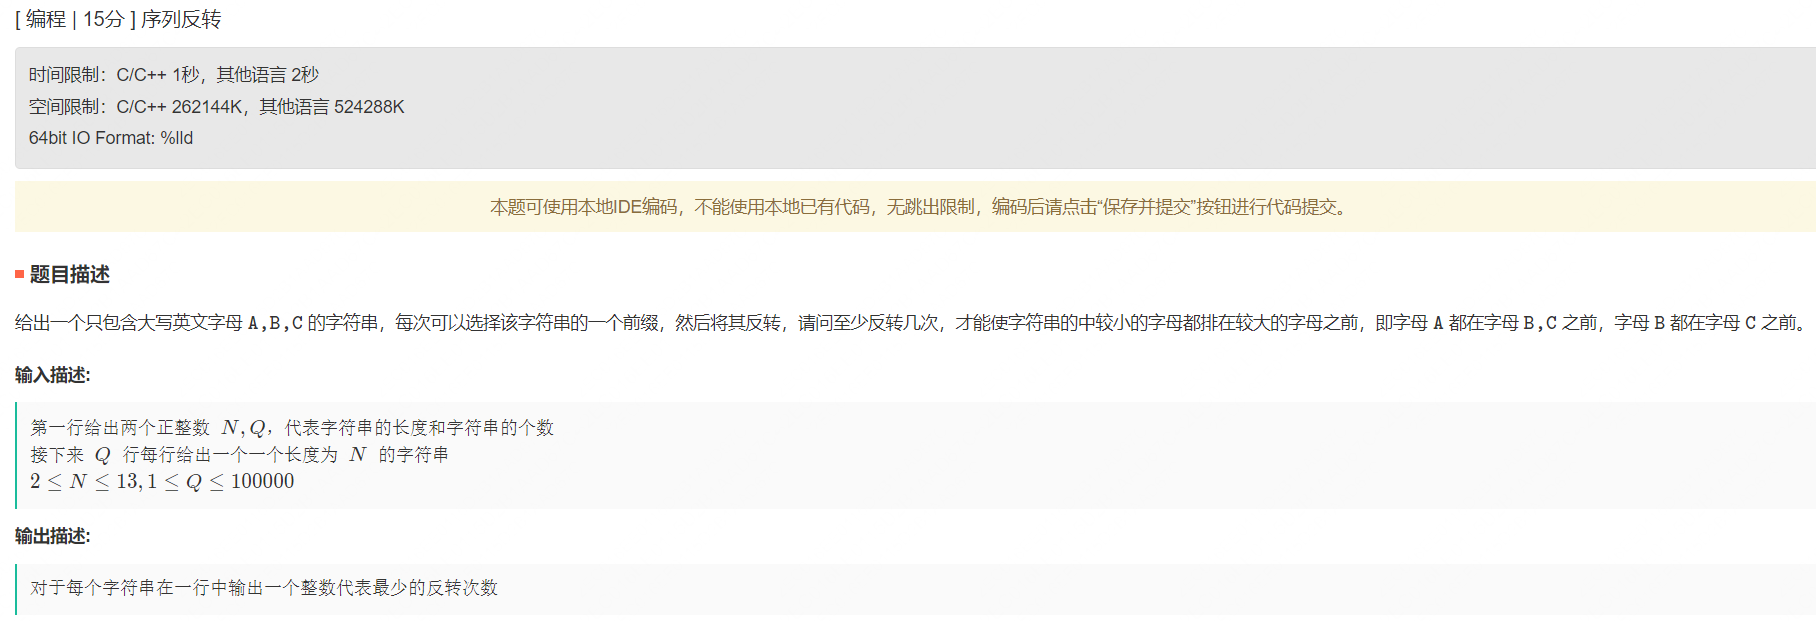 [ 编程 | 15分 ] 序列反转
时间限制：C/C++ 1秒，其他语言 2秒
空间限制：C/C++ 262144K，其他语言 524288K
64bit IO Format: %lld
本题可使用本地IDE编码，不能使用本地已有代码，无跳出限制，编码后请点击“保存并提交”按钮进行代码提交。
题目描述
给出一个只包含大写英文字母 A,B,C 的字符串，每次可以选择该字符串的一个前缀，然后将其反转，请问至少反转几次，才能使字符串的中较小的字母都排在较大的字母之前，即字母 A 都在字母 B,C 之前，字母 B 都在字母 C 之前。
输入描述:
第一行给出两个正整数 N,Q，代表字符串的长度和字符串的个数
接下来 Q 行每行给出一个一个长度为 N 的字符串
2 ≤ N ≤ 13, 1 ≤ Q ≤ 100000
输出描述:
对于每个字符串在一行中输出一个整数代表最少的反转次数